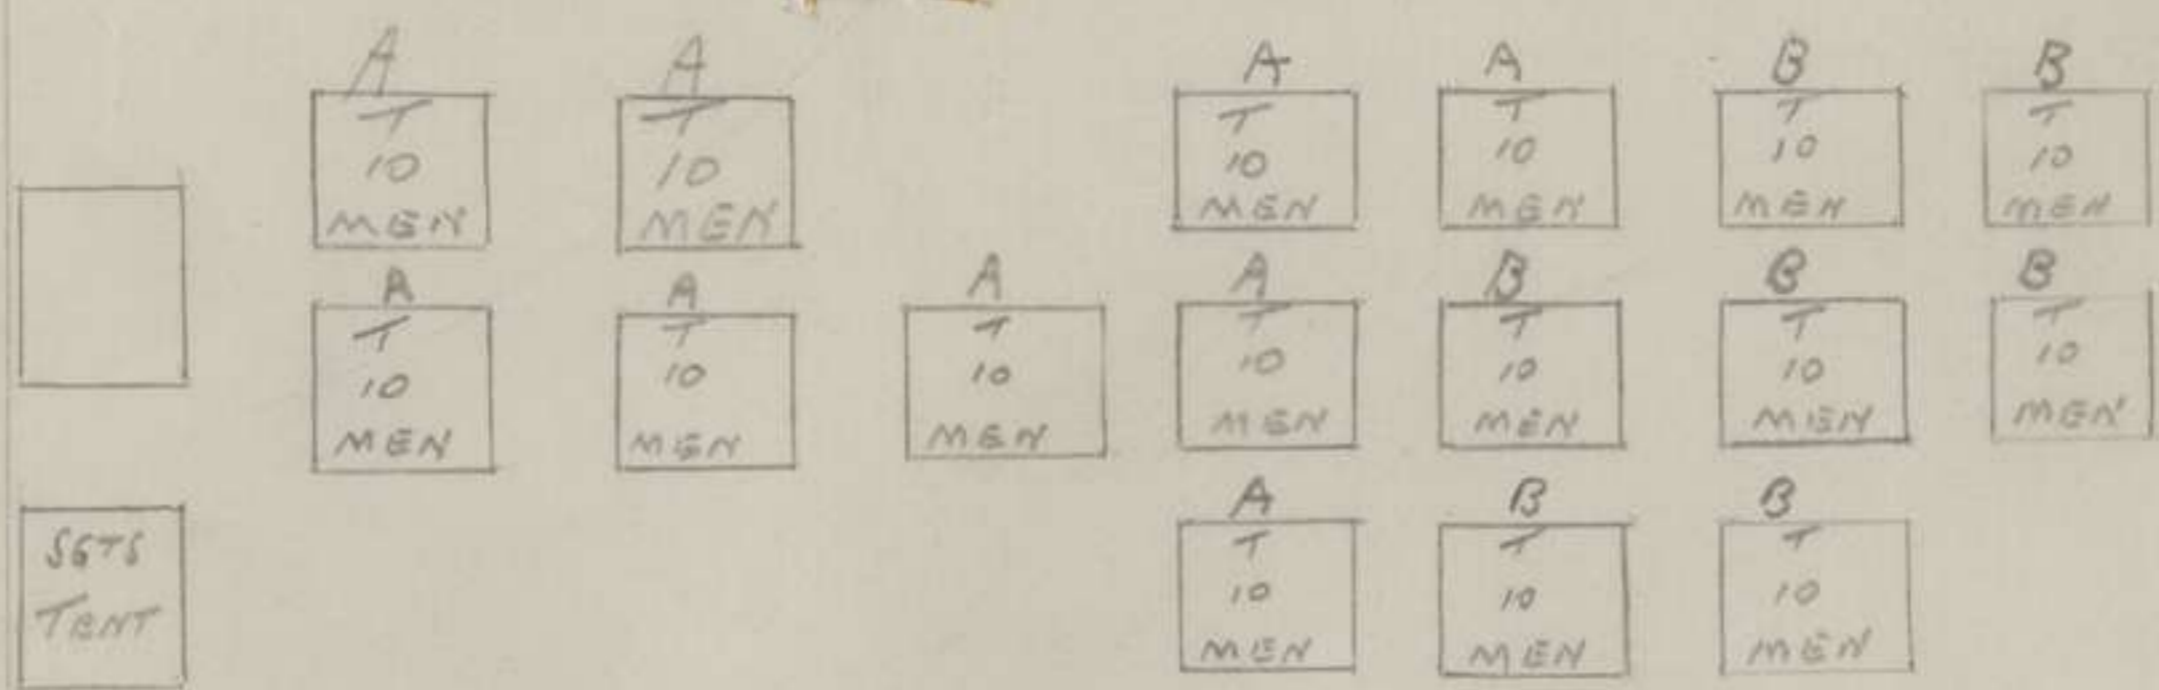 A A A A B B
T T T T T T
10 10 10 10 10 10
MEN MEN MEN MEN MEN MEN
A A A A B B B
T T T T T T T
10 10 10 10 10 10 10
MEN MEN MEN MEN MEN MEN MEN
A B B
SGTS T T T
TENT 10 10 10
MEN MEN MEN